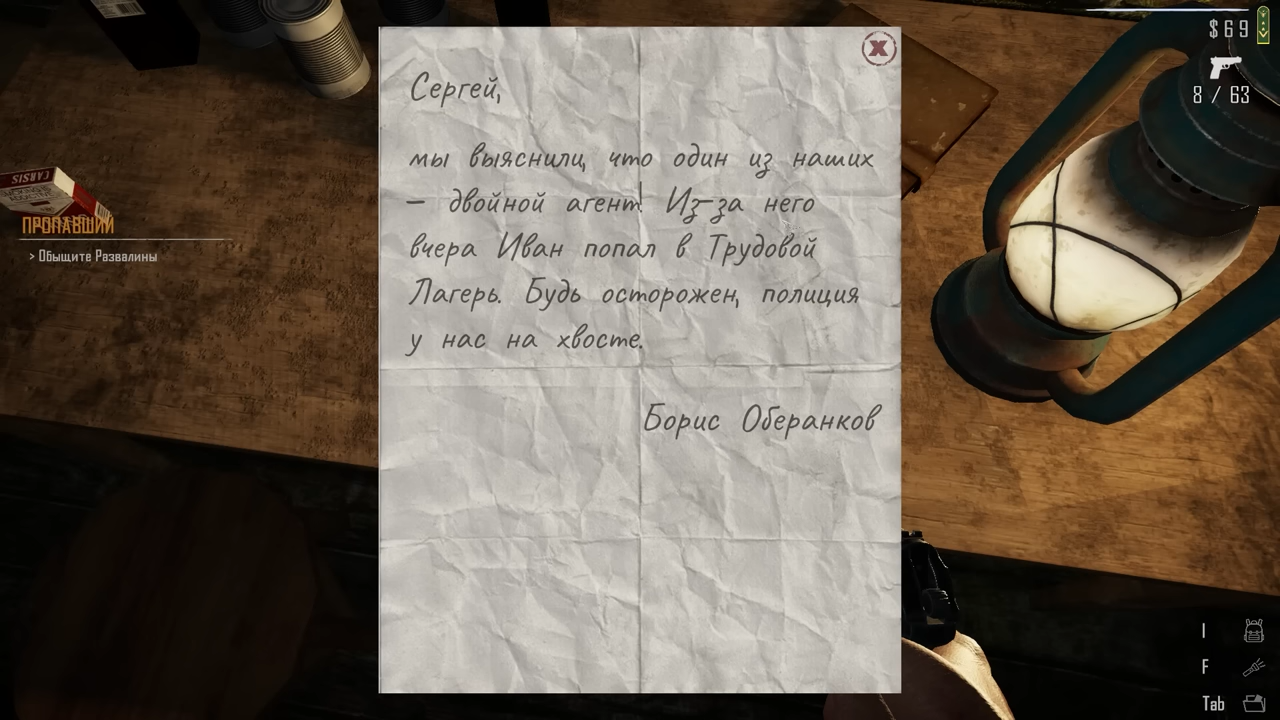 $69
8 / 63
CARSIS
ПРОПАВШИЙ
> Обыщите Развалины
Сергей,
мы выяснили, что один из наших
– двойной агент! Из-за него
вчера Иван попал в Трудовой
Лагерь. Будь осторожен, полиция
у нас на хвосте.
Борис Оберанков
I
F
Tab